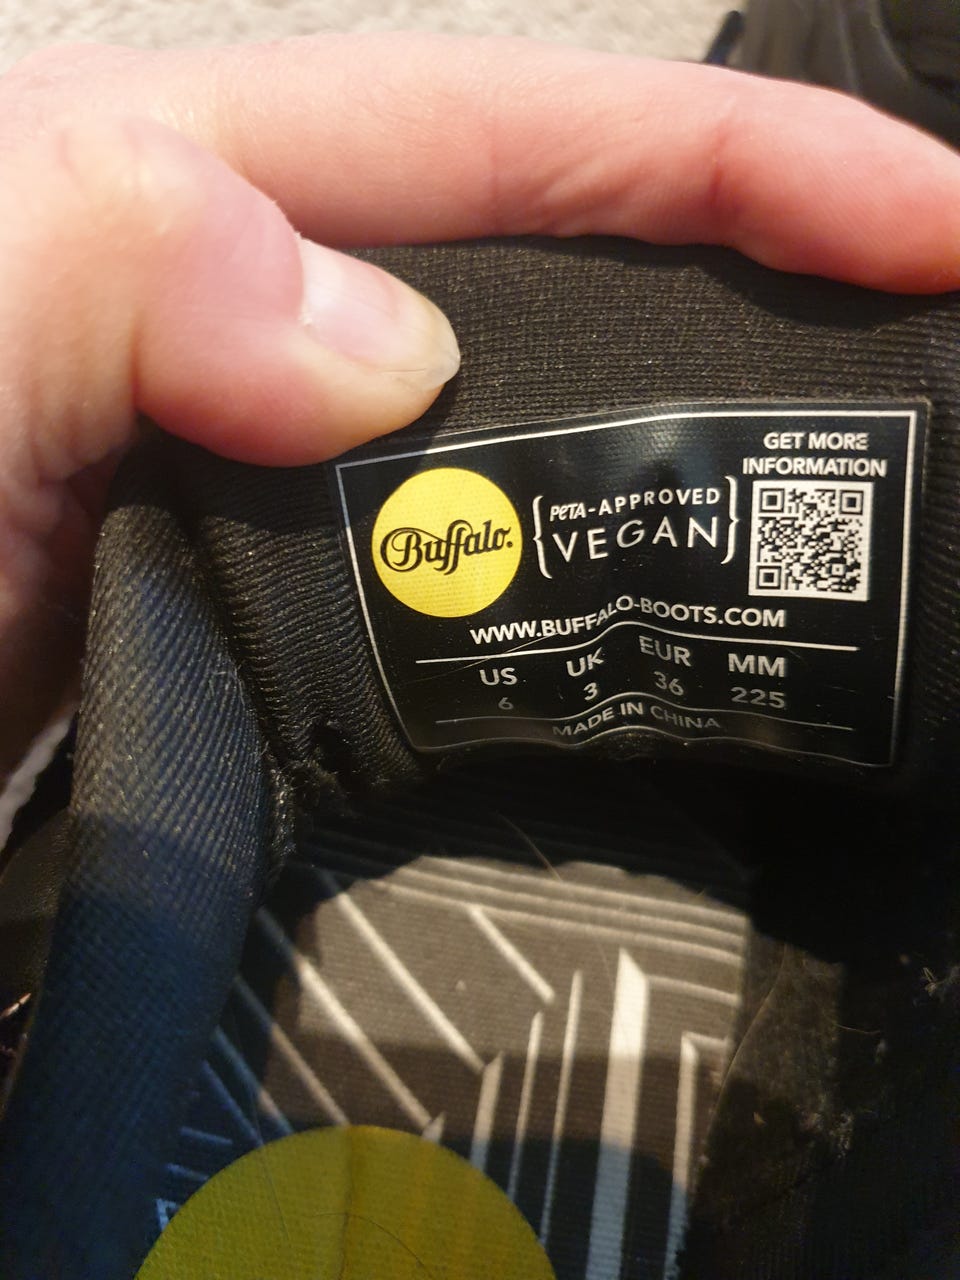 Buffalo.
PETA-APPROVED
VEGAN
GET MORE
INFORMATION
WWW.BUFFALO-BOOTS.COM
US UK EUR MM
6 3 36 225
MADE IN CHINA